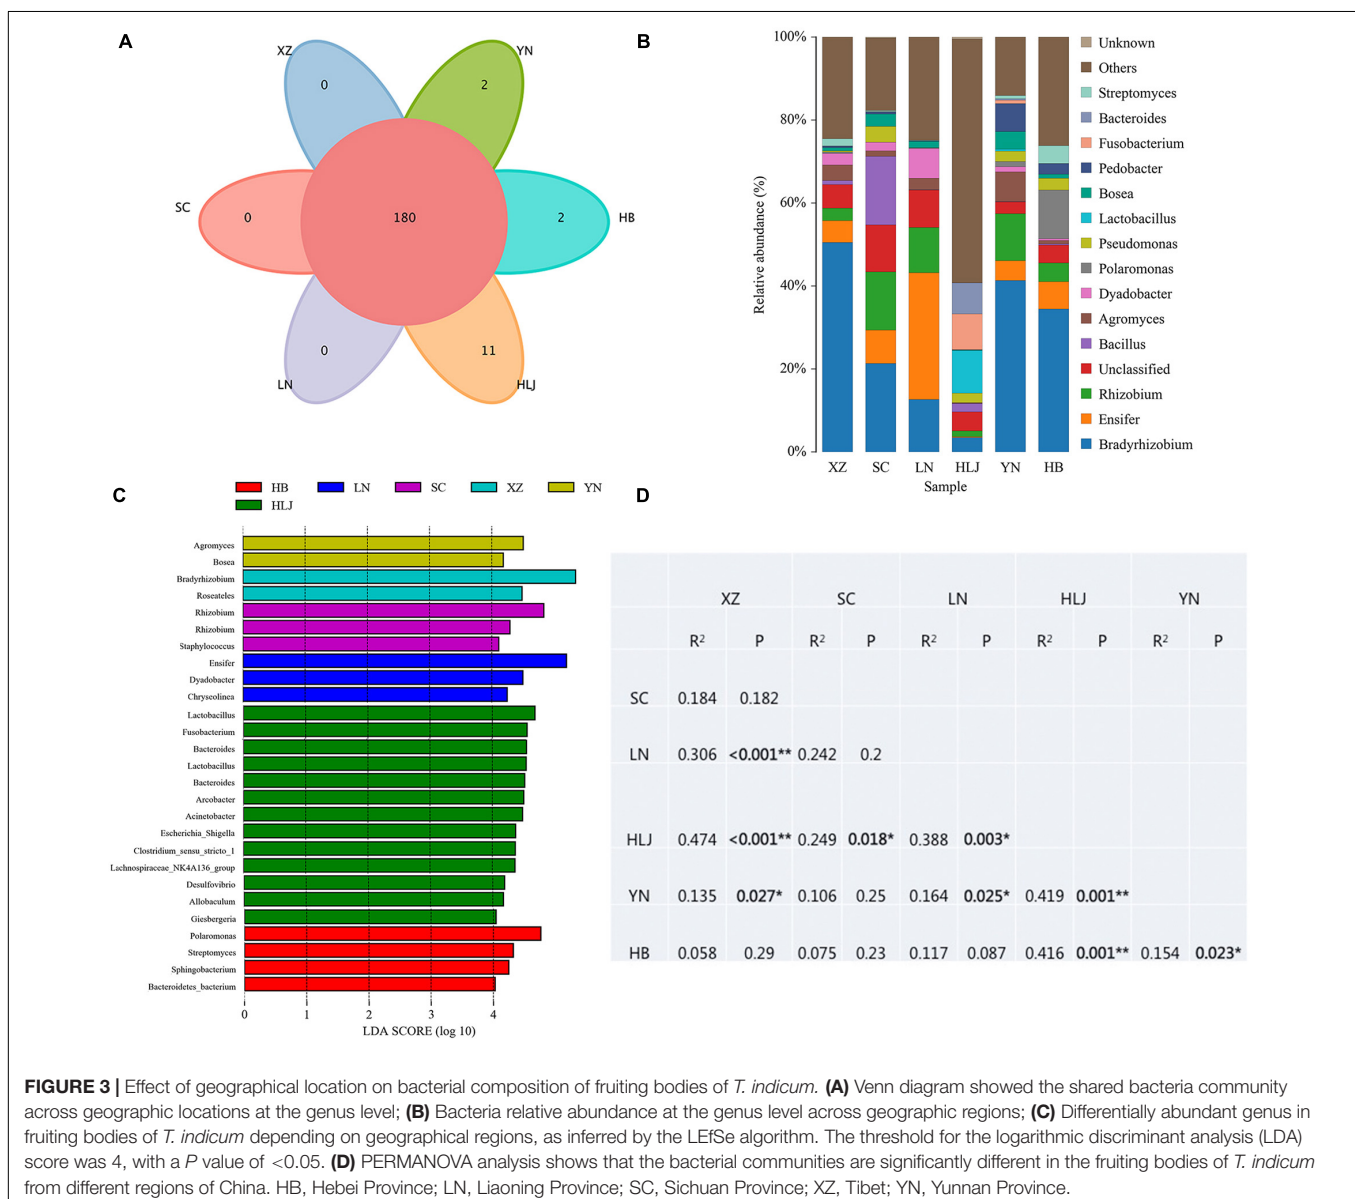 A
XZ
YN
0
2
SC
HB
0
180
2
0
11
LN
HLJ
B
100%
80%
60%
40%
20%
0%
Relative abundance (%)
XZ SC LN HLJ YN HB
Sample
Unknown
Others
Streptomyces
Bacteroides
Fusobacterium
Pedobacter
Bosea
Lactobacillus
Pseudomonas
Polaromonas
Dyadobacter
Agromyces
Bacillus
Unclassified
Rhizobium
Ensifer
Bradyrhizobium
C
HB LN SC XZ YN
HLJ
Agromyces
Bosea
Bradyrhizobium
Roseateles
Rhizobium
Rhizobium
Staphylococcus
Ensifer
Dyadobacter
Chryseolinea
Lactobacillus
Fusobacterium
Bacteroides
Lactobacillus
Bacteroides
Arcobacter
Acinetobacter
Escherichia_Shigella
Clostridium_sensu_stricto_1
Lachnospiraceae_NK4A136_group
Desulfovibrio
Allobaculum
Giesbergeria
Polaromonas
Streptomyces
Sphingobacterium
Bacteroidetes_bacterium
0 1 2 3 4
LDA SCORE (log 10)
D
XZ SC LN HLJ YN
R² P R² P R² P R² P R² P
SC 0.184 0.182
LN 0.306 <0.001** 0.242 0.2
HLJ 0.474 <0.001** 0.249 0.018* 0.388 0.003*
YN 0.135 0.027* 0.106 0.25 0.164 0.025* 0.419 0.001**
HB 0.058 0.29 0.075 0.23 0.117 0.087 0.416 0.001** 0.154 0.023*
FIGURE 3 | Effect of geographical location on bacterial composition of fruiting bodies of T. indicum. (A) Venn diagram showed the shared bacteria community
across geographic locations at the genus level; (B) Bacteria relative abundance at the genus level across geographic regions; (C) Differentially abundant genus in
fruiting bodies of T. indicum depending on geographical regions, as inferred by the LEfSe algorithm. The threshold for the logarithmic discriminant analysis (LDA)
score was 4, with a P value of <0.05. (D) PERMANOVA analysis shows that the bacterial communities are significantly different in the fruiting bodies of T. indicum
from different regions of China. HB, Hebei Province; LN, Liaoning Province; SC, Sichuan Province; XZ, Tibet; YN, Yunnan Province.